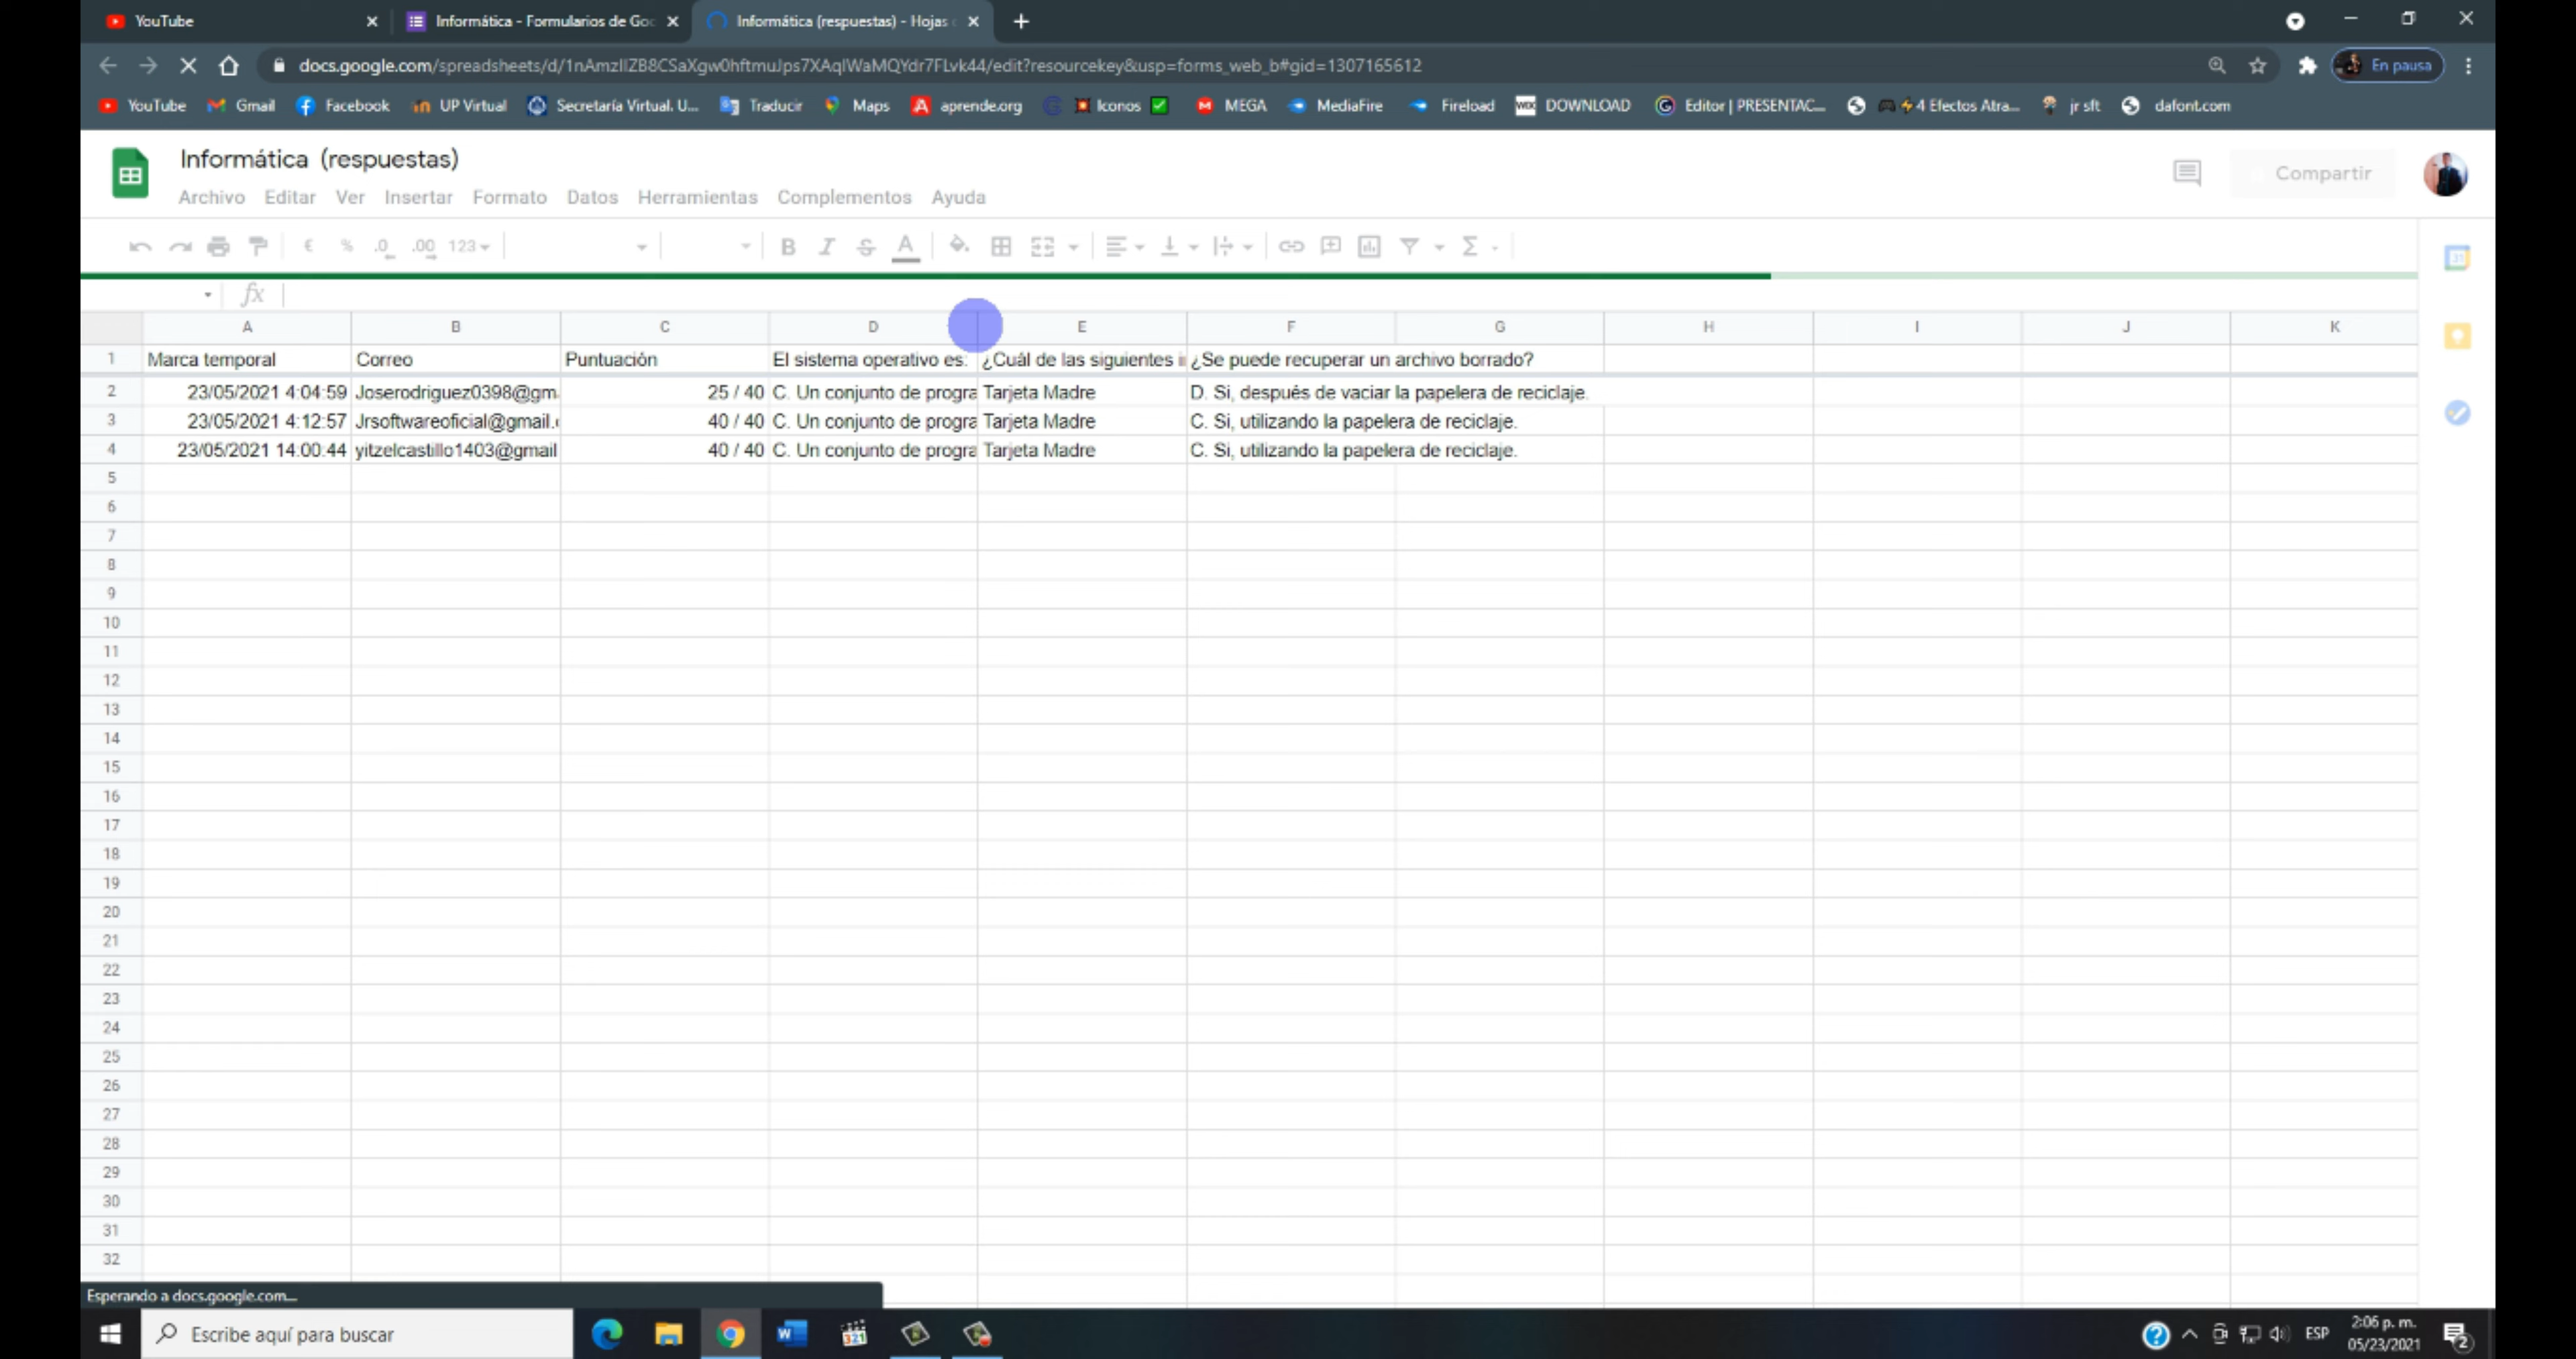 YouTube
Informática - Formularios de Goo
Informática (respuestas) - Hojas
docs.google.com/spreadsheets/d/1nAmzIIZB8CSaXgw0hftmuJps7XAqIWaMQYdr7FLvk44/edit?resourcekey&usp=forms_web_b#gid=1307165612
En pausa
YouTube Gmail Facebook UP Virtual Secretaría Virtual. U... Traducir Maps aprende.org Iconos MEGA MediaFire Fireload DOWNLOAD Editor | PRESENTAC... 4 Efectos Atra... jr sft dafont.com
Informática (respuestas)
Compartir
Archivo Editar Ver Insertar Formato Datos Herramientas Complementos Ayuda
€ % .0 .00 123 B I S A Σ
fx
A B C D E F G H I J K
1 Marca temporal Correo Puntuación El sistema operativo es: ¿Cuál de las siguientes i ¿Se puede recuperar un archivo borrado?
2 23/05/2021 4:04:59 Joserodriguez0398@gm 25 / 40 C. Un conjunto de progra Tarjeta Madre D. Si, después de vaciar la papelera de reciclaje.
3 23/05/2021 4:12:57 Jrsoftwareoficial@gmail. 40 / 40 C. Un conjunto de progra Tarjeta Madre C. Si, utilizando la papelera de reciclaje.
4 23/05/2021 14:00:44 yitzelcastillo1403@gmail 40 / 40 C. Un conjunto de progra Tarjeta Madre C. Si, utilizando la papelera de reciclaje.
5
6
7
8
9
10
11
12
13
14
15
16
17
18
19
20
21
22
23
24
25
26
27
28
29
30
31
32
Esperando a docs.google.com...
Escribe aquí para buscar
321
ESP
2:06 p. m.
05/23/2021
2